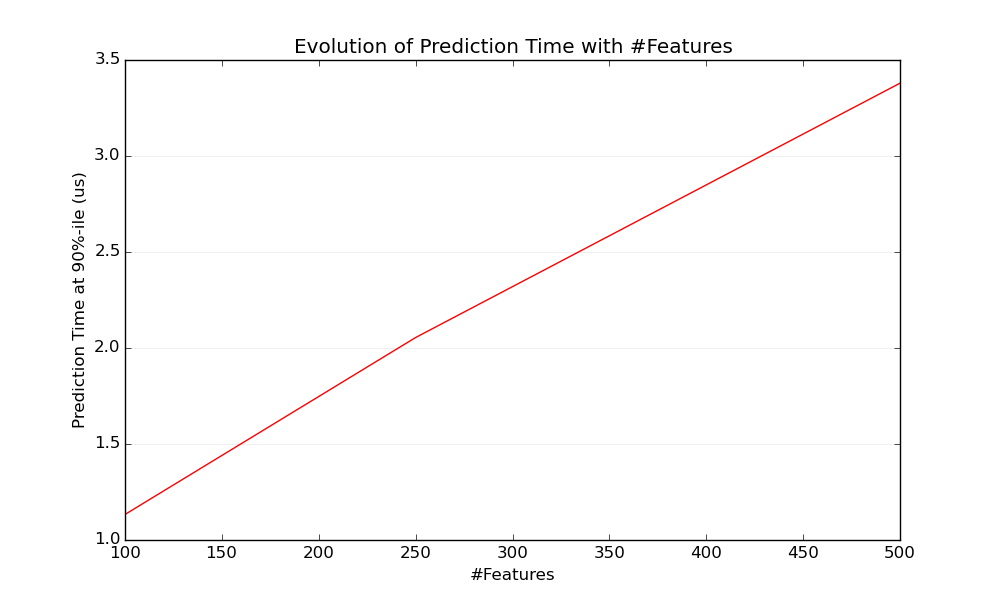 Evolution of Prediction Time with #Features
Prediction Time at 90%-ile (us)
3.5
3.0
2.5
2.0
1.5
1.0
100 150 200 250 300 350 400 450 500
#Features